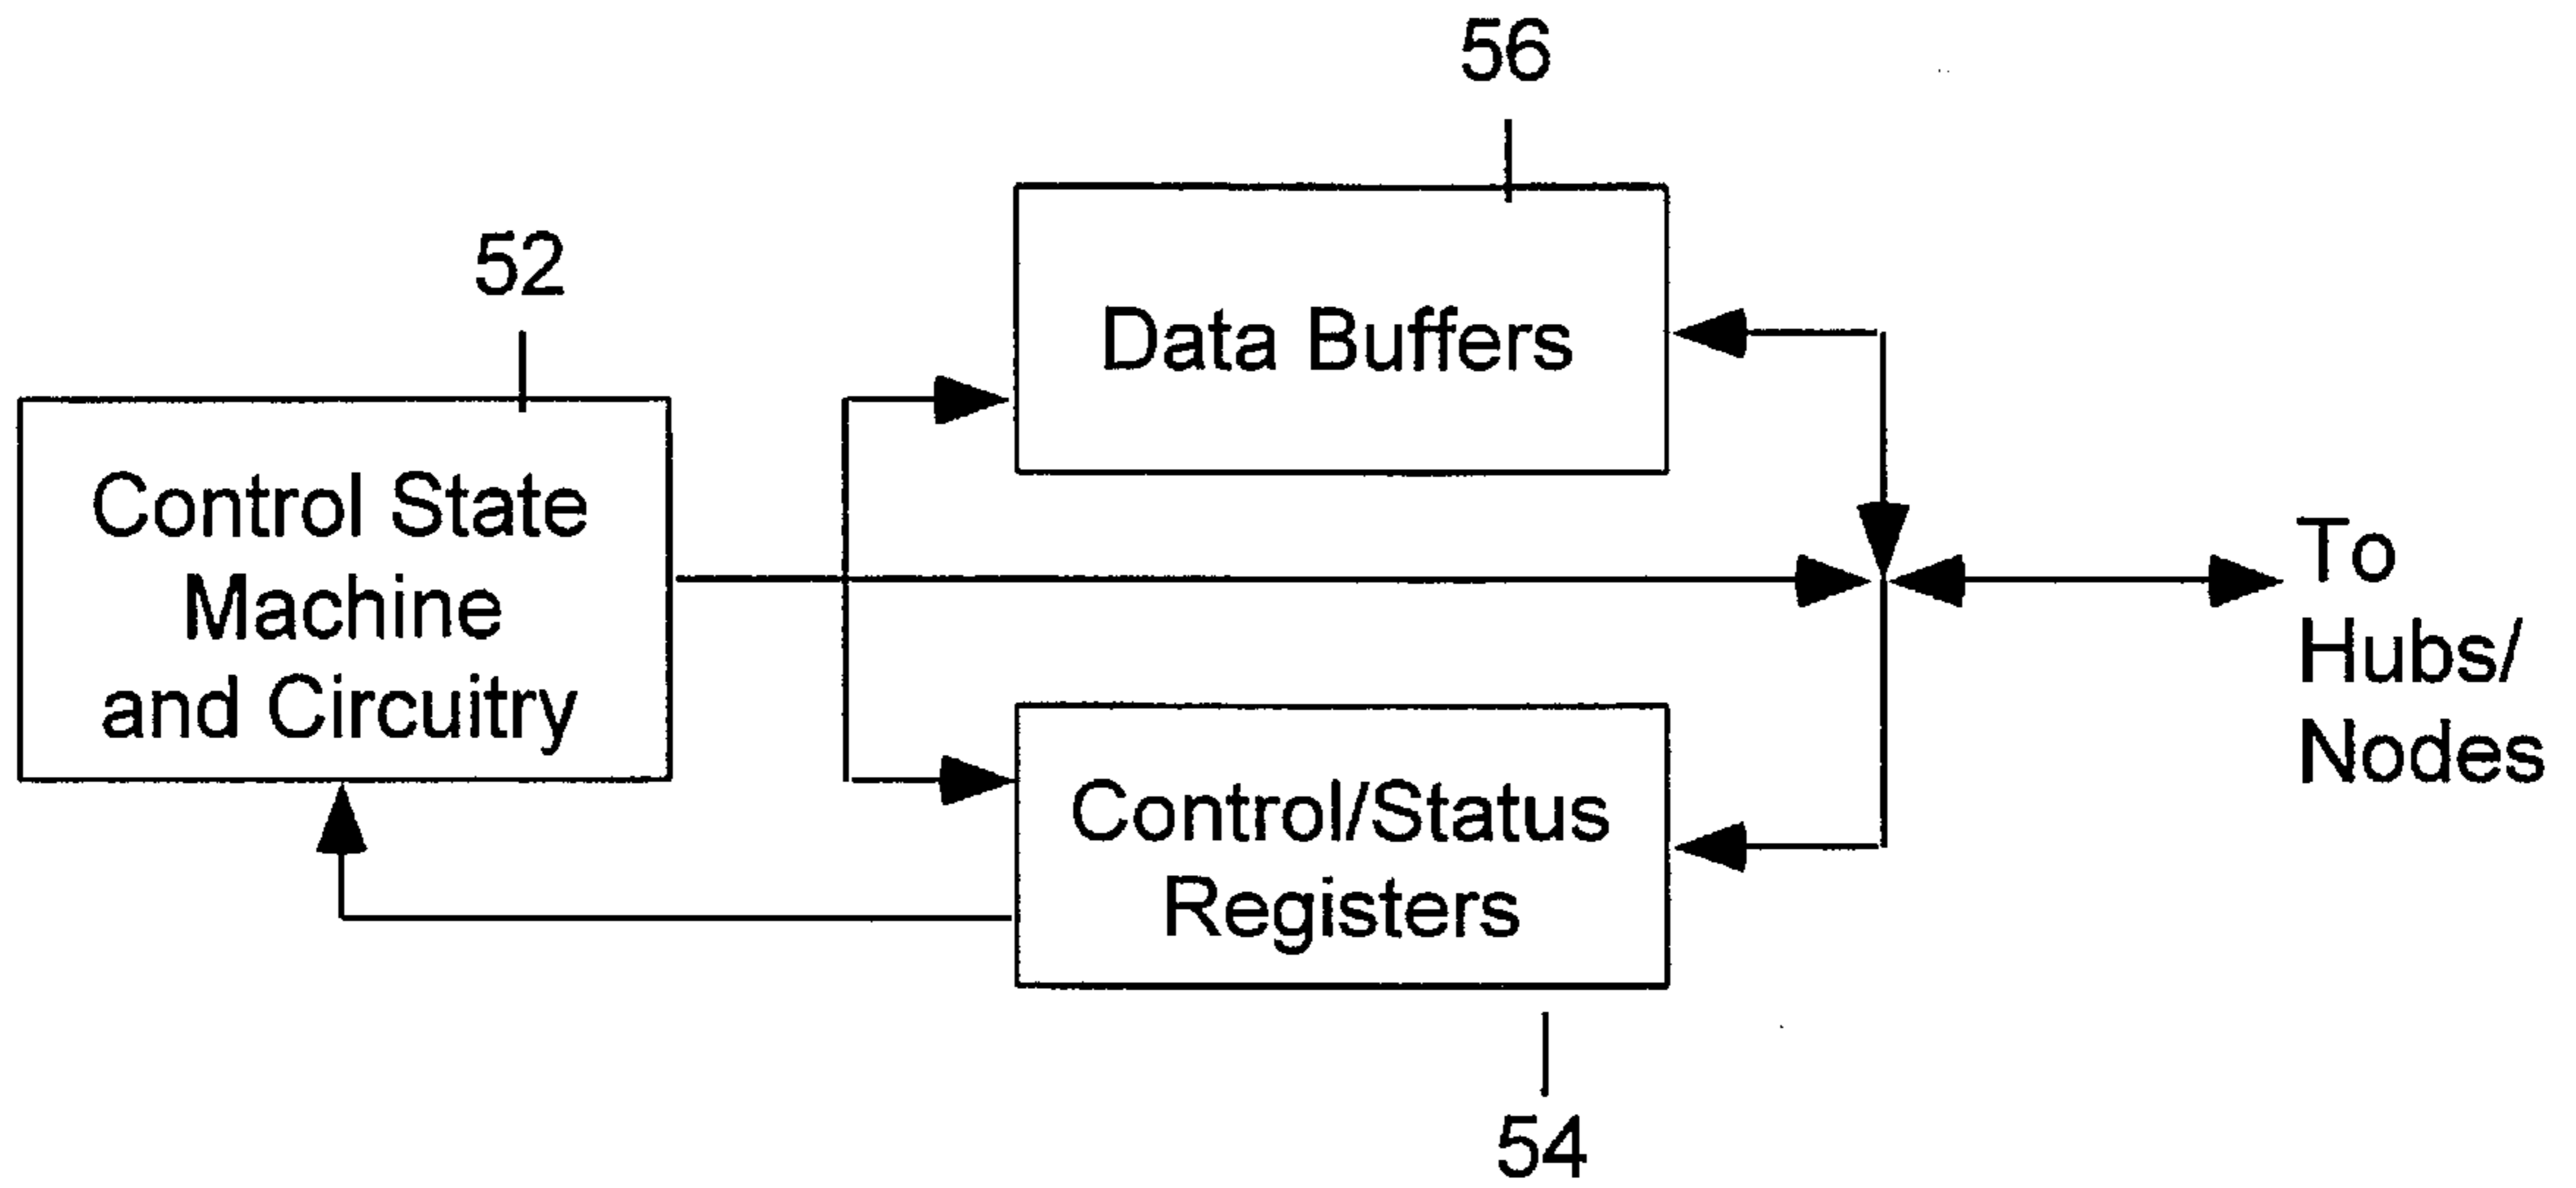 56
52
Data Buffers
Control State
Machine
and Circuitry
To
Hubs/
Nodes
Control/Status
Registers
54